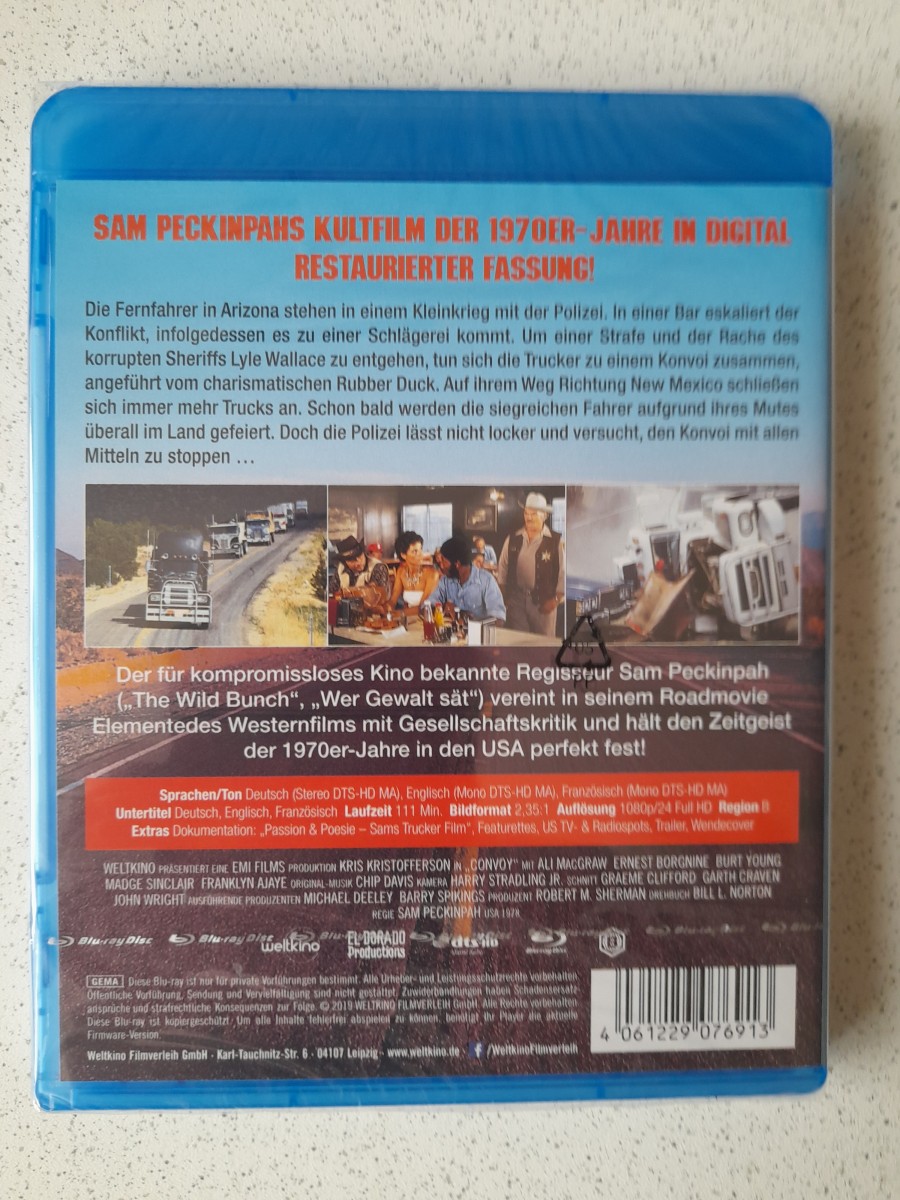 SAM PECKINPAHS KULTFILM DER 1970ER-JAHRE IN DIGITAL
RESTAURIERTER FASSUNG!
Die Fernfahrer in Arizona stehen in einem Kleinkrieg mit der Polizei. In einer Bar eskaliert der
Konflikt, infolgedessen es zu einer Schlägerei kommt. Um einer Strafe und der Rache des
korrupten Sheriffs Lyle Wallace zu entgehen, tun sich die Trucker zu einem Konvoi zusammen,
angeführt vom charismatischen Rubber Duck. Auf ihrem Weg Richtung New Mexico schließen
sich immer mehr Trucks an. Schon bald werden die siegreichen Fahrer aufgrund ihres Mutes
überall im Land gefeiert. Doch die Polizei lässt nicht locker und versucht, den Konvoi mit allen
Mitteln zu stoppen …
Der für kompromissloses Kino bekannte Regisseur Sam Peckinpah
(„The Wild Bunch“, „Wer Gewalt sät“) vereint in seinem Roadmovie
Elementedes Westernfilms mit Gesellschaftskritik und hält den Zeitgeist
der 1970er-Jahre in den USA perfekt fest!
Sprachen/Ton Deutsch (Stereo DTS-HD MA), Englisch (Mono DTS-HD MA), Französisch (Mono DTS-HD MA)
Untertitel Deutsch, Englisch, Französisch Laufzeit 111 Min. Bildformat 2,35:1 Auflösung 1080p/24 Full HD Region B
Extras Dokumentation: „Passion & Poesie – Sams Trucker Film“, Featurettes, US TV- & Radiospots, Trailer, Wendecover
WELTKINO PRÄSENTIERT EINE EMI FILMS PRODUKTION KRIS KRISTOFFERSON IN „CONVOY“ MIT ALI MACGRAW ERNEST BORGNINE BURT YOUNG
MADGE SINCLAIR FRANKLYN AJAYE ORIGINAL-MUSIK CHIP DAVIS KAMERA HARRY STRADLING JR. SCHNITT GRAEME CLIFFORD GARTH CRAVEN
JOHN WRIGHT AUSFÜHRENDE PRODUZENTEN MICHAEL DEELEY BARRY SPIKINGS PRODUZENT ROBERT M. SHERMAN DREHBUCH BILL L. NORTON
REGIE SAM PECKINPAH USA 1978
Blu-ray Disc Blu-ray Disc
weltkino EL DORADO Productions dts-HD Blu-ray Disc
GEMA Diese Blu-ray ist nur für private Vorführungen bestimmt. Alle Urheber- und Leistungsschutzrechte vorbehalten.
Öffentliche Vorführung, Sendung und Vervielfältigung sind nicht gestattet. Zuwiderhandlungen haben Schadensersatz-
ansprüche und strafrechtliche Konsequenzen zur Folge. © 2019 WELTKINO FILMVERLEIH GmbH. Alle Rechte vorbehalten.
Diese Blu-ray ist kopiergeschützt. Um alle Inhalte fehlerfrei abspielen zu können, benötigt Ihr Player die aktuelle
Firmware-Version.
Weltkino Filmverleih GmbH - Karl-Tauchnitz-Str. 6 - 04107 Leipzig - www.weltkino.de f /WeltkinoFilmverleih
4 061229 076913